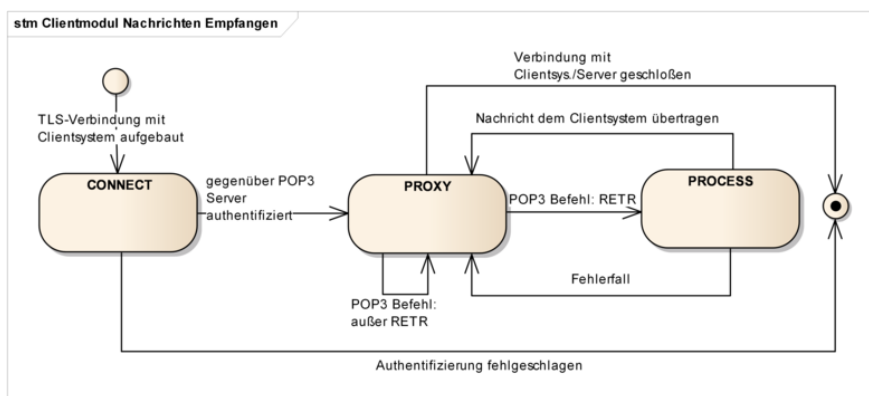 stm Clientmodul Nachrichten Empfangen
Verbindung mit
Clientsys./Server geschloßen
TLS-Verbindung mit
Clientsystem aufgebaut
Nachricht dem Clientsystem übertragen
CONNECT
gegenüber POP3
Server
authentifiziert
PROXY
POP3 Befehl: RETR
PROCESS
Fehlerfall
POP3 Befehl:
außer RETR
Authentifizierung fehlgeschlagen